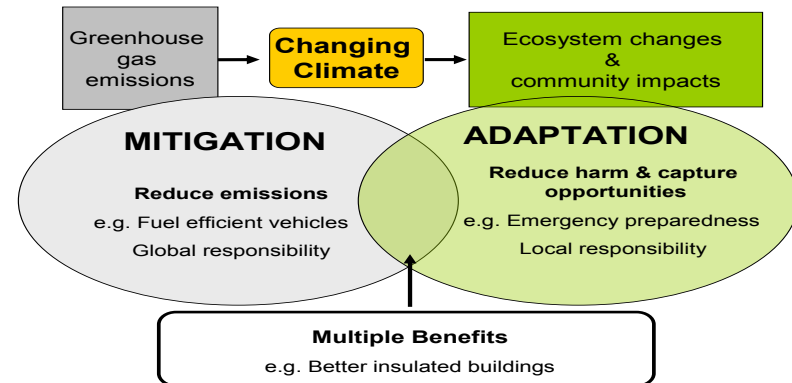 Greenhouse
gas
emissions
Changing
Climate
Ecosystem changes
&
community impacts
MITIGATION
Reduce emissions
e.g. Fuel efficient vehicles
Global responsibility
ADAPTATION
Reduce harm & capture
opportunities
e.g. Emergency preparedness
Local responsibility
Multiple Benefits
e.g. Better insulated buildings